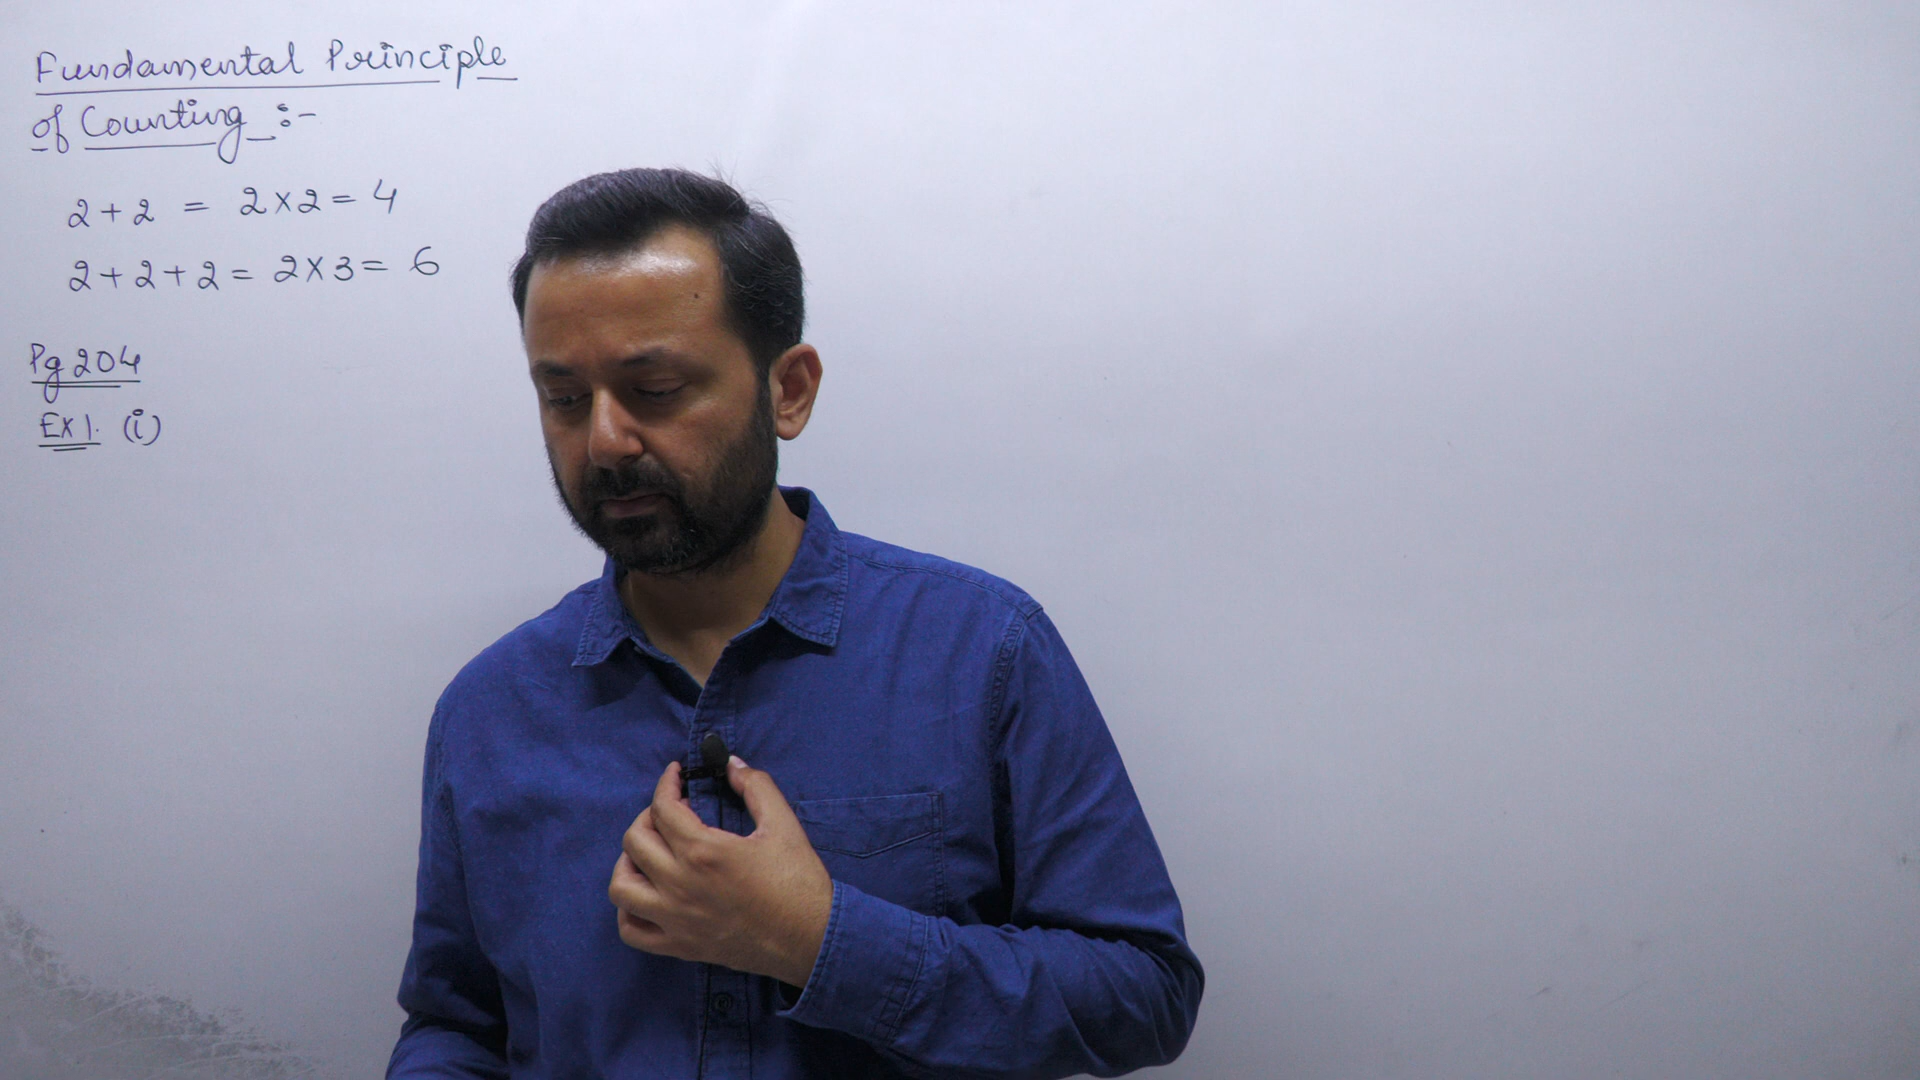 Fundamental Principle
of Counting :-
2+2 = 2×2= 4
2+2+2= 2×3= 6
Pg 204
Ex 1. (i)